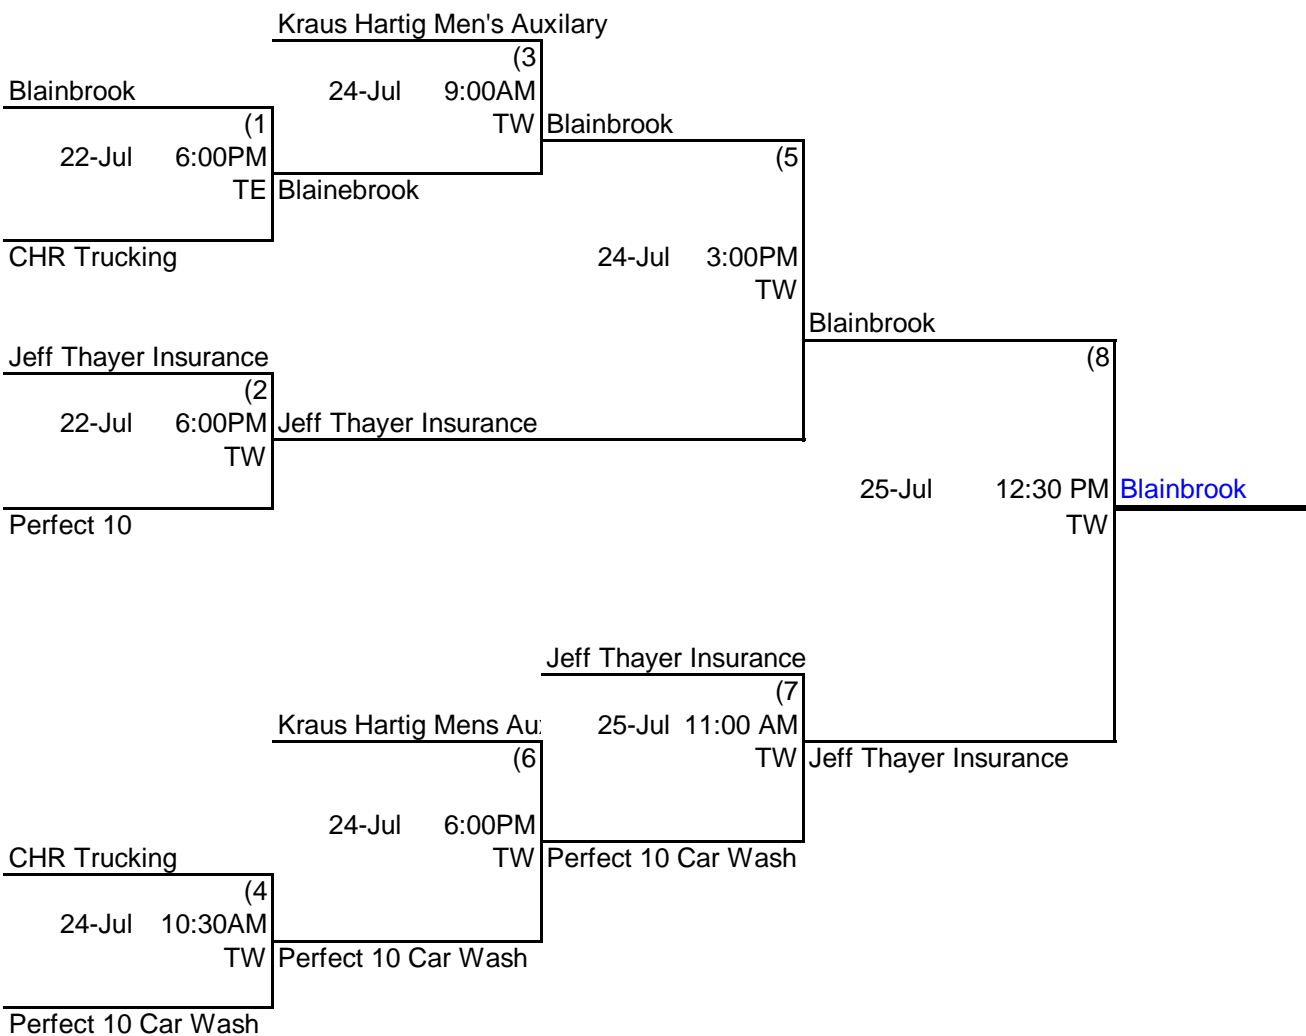 Kraus Hartig Men's Auxilary
(3
Blainbrook
24-Jul 9:00AM
(1
TW
Blainbrook
22-Jul 6:00PM
(5
TE
Blainebrook
CHR Trucking
24-Jul 3:00PM
TW
Blainbrook
Jeff Thayer Insurance
(8
(2
22-Jul 6:00PM
Jeff Thayer Insurance
TW
25-Jul 12:30 PM
Blainbrook
Perfect 10
TW
Jeff Thayer Insurance
(7
Kraus Hartig Mens Au
25-Jul 11:00 AM
(6
TW
Jeff Thayer Insurance
24-Jul 6:00PM
CHR Trucking
TW
Perfect 10 Car Wash
(4
24-Jul 10:30AM
TW
Perfect 10 Car Wash
Perfect 10 Car Wash